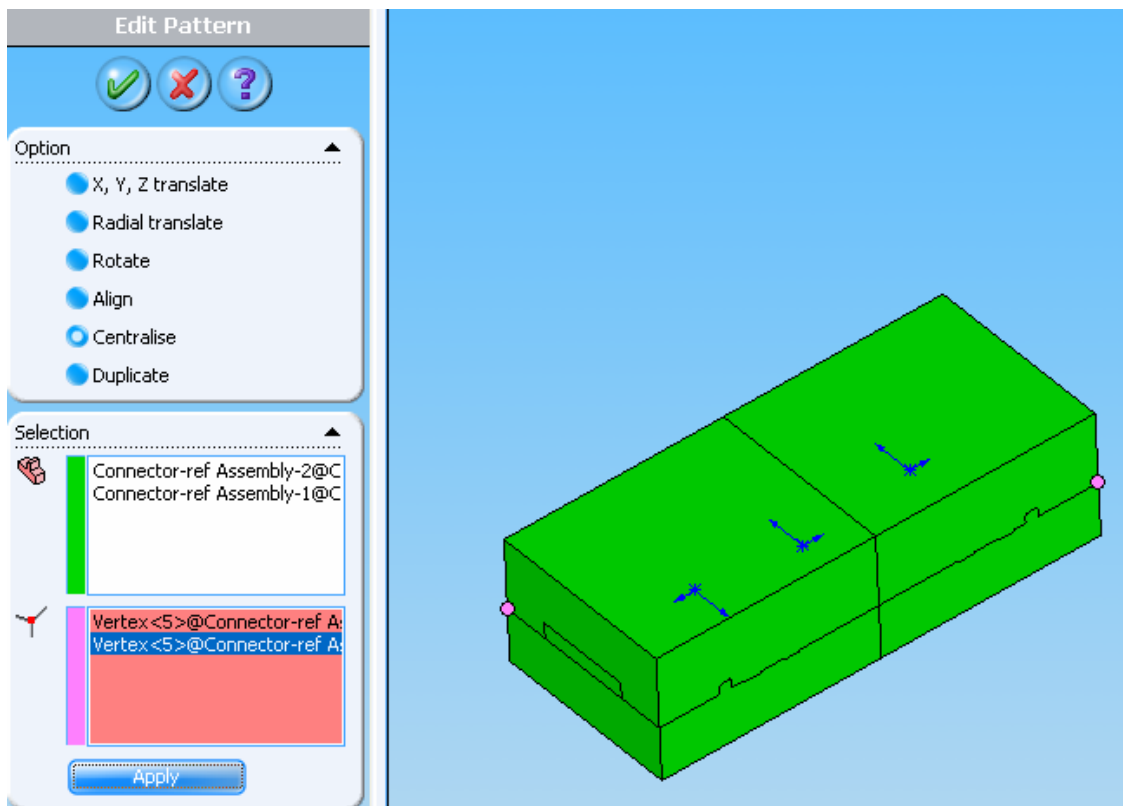 Edit Pattern
?
Option
X, Y, Z translate
Radial translate
Rotate
Align
Centralise
Duplicate
Selection
Connector-ref Assembly-2@C
Connector-ref Assembly-1@C
Vertex<5>@Connector-ref A
Vertex<5>@Connector-ref A
Apply